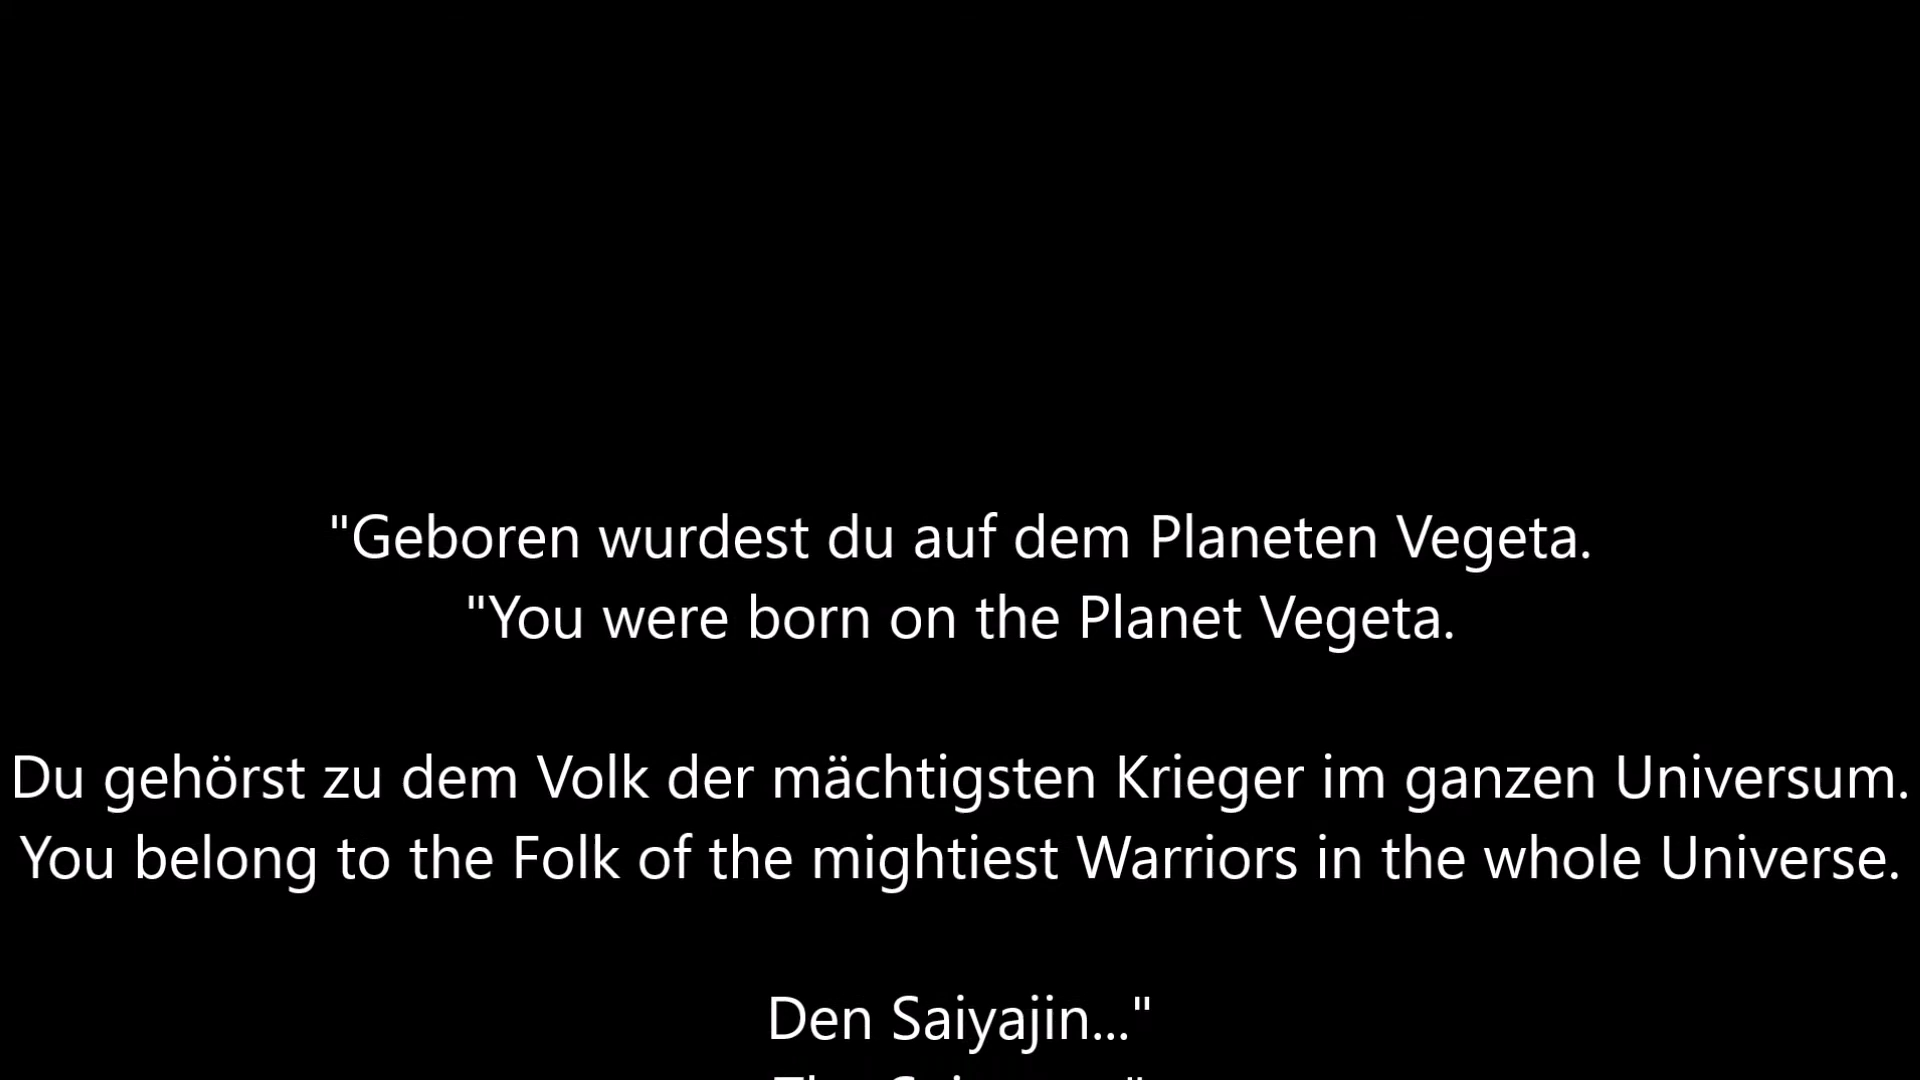 "Geboren wurdest du auf dem Planeten Vegeta.
"You were born on the Planet Vegeta.
Du gehörst zu dem Volk der mächtigsten Krieger im ganzen Universum.
You belong to the Folk of the mightiest Warriors in the whole Universe.
Den Saiyajin..."